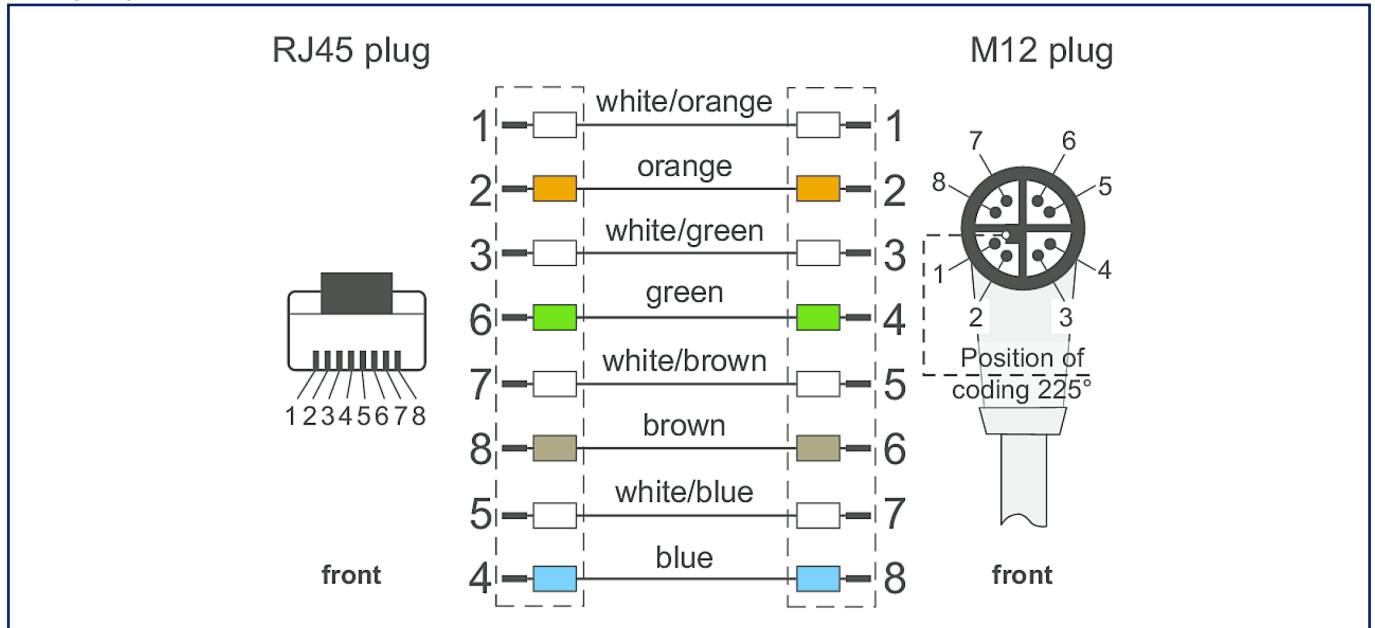 RJ45 plug
M12 plug
1 white/orange 1
2 orange 2
3 white/green 3
6 green 4
7 white/brown 5
8 brown 6
5 white/blue 7
4 blue 8
1 2 3 4 5 6 7 8
front
7 6
8 5
1 4
2 3
Position of
coding 225°
front